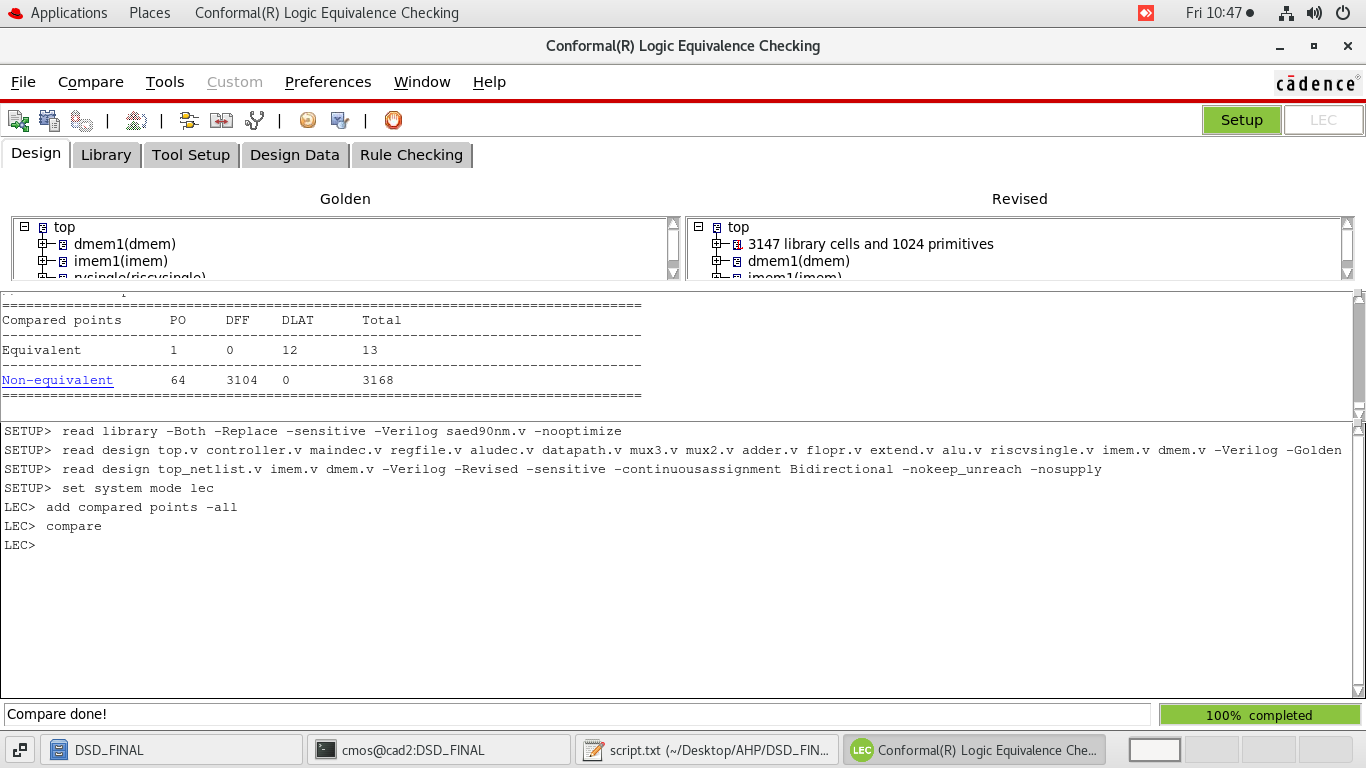 Applications Places Conformal(R) Logic Equivalence Checking Fri 10:47
Conformal(R) Logic Equivalence Checking
File Compare Tools Custom Preferences Window Help cādence
Setup LEC
Design Library Tool Setup Design Data Rule Checking
Golden Revised
top top
dmem1(dmem) 3147 library cells and 1024 primitives
imem1(imem) dmem1(dmem)
rvsingle(riscvsingle) imem1(imem)
================================================================================
Compared points PO DFF DLAT Total
--------------------------------------------------------------------------------
Equivalent 1 0 12 13
--------------------------------------------------------------------------------
Non-equivalent 64 3104 0 3168
================================================================================
SETUP> read library -Both -Replace -sensitive -Verilog saed90nm.v -nooptimize
SETUP> read design top.v controller.v maindec.v regfile.v aludec.v datapath.v mux3.v mux2.v adder.v flopr.v extend.v alu.v riscvsingle.v imem.v dmem.v -Verilog -Golden
SETUP> read design top_netlist.v imem.v dmem.v -Verilog -Revised -sensitive -continuousassignment Bidirectional -nokeep_unreach -nosupply
SETUP> set system mode lec
LEC> add compared points -all
LEC> compare
LEC>
Compare done! 100% completed
DSD_FINAL cmos@cad2:DSD_FINAL script.txt (~/Desktop/AHP/DSD_FIN... LEC Conformal(R) Logic Equivalence Che...